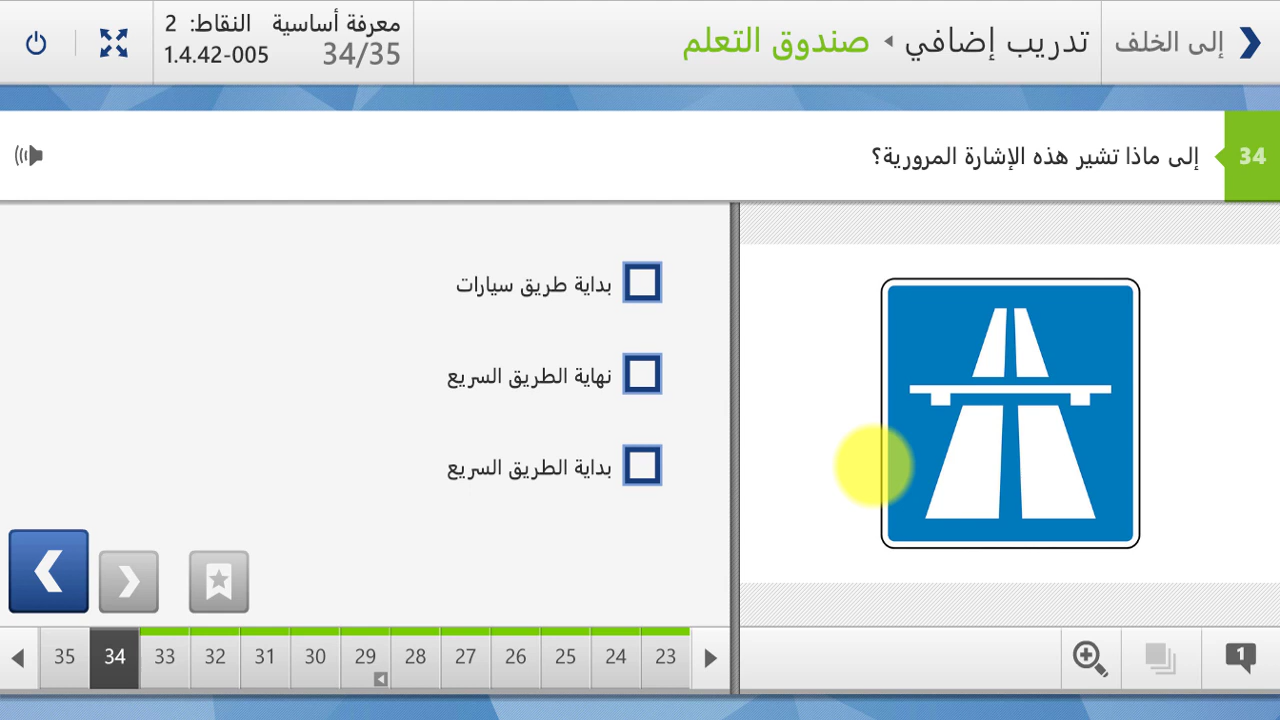 إلى الخلف
تدريب إضافي
صندوق التعلم
معرفة أساسية النقاط: 2
34/35 1.4.42-005
34
إلى ماذا تشير هذه الإشارة المرورية؟
بداية طريق سيارات
نهاية الطريق السريع
بداية الطريق السريع
35 34 33 32 31 30 29 28 27 26 25 24 23
1